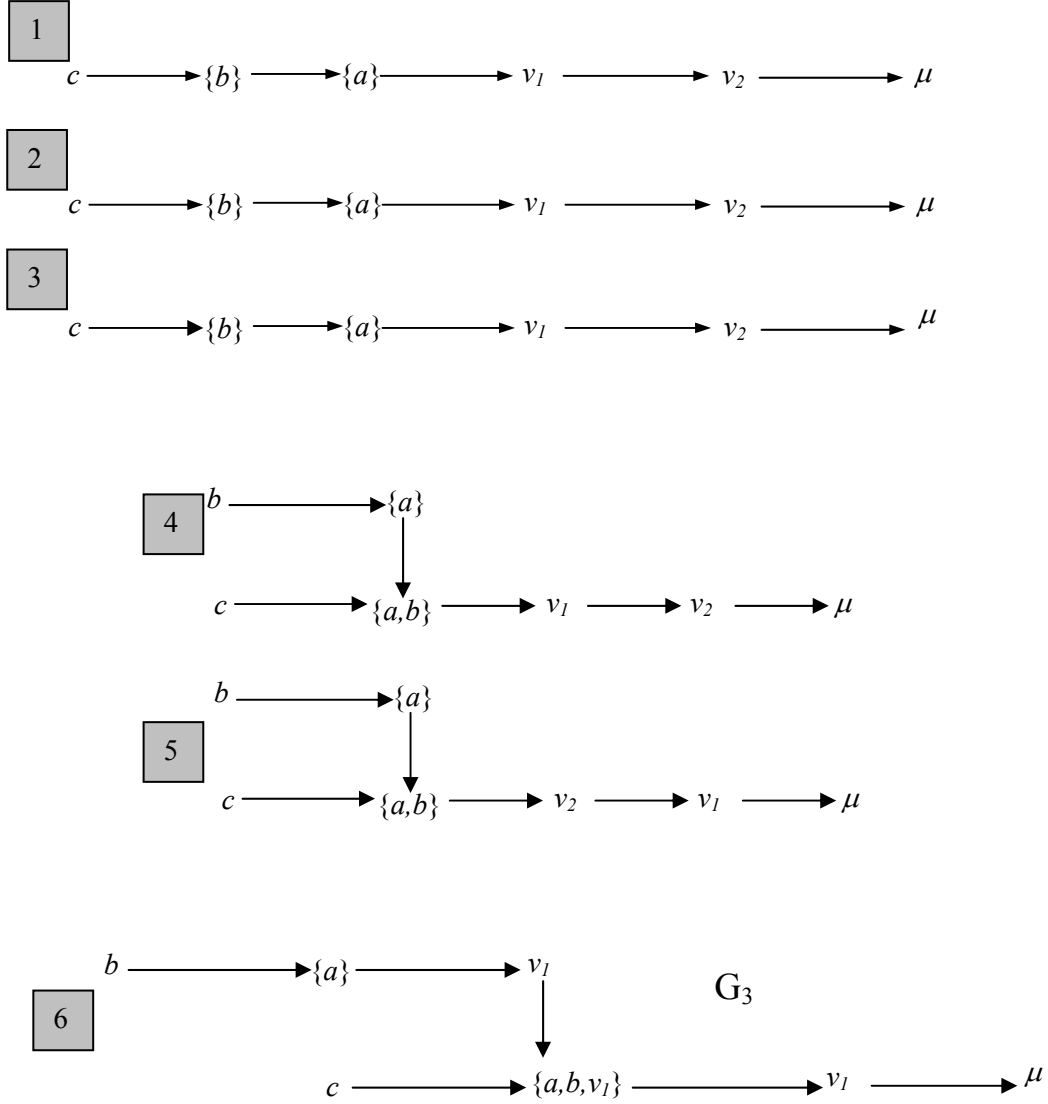 1
c {b} {a} v₁ v₂ μ
2
c {b} {a} v₁ v₂ μ
3
c {b} {a} v₁ v₂ μ
4
b {a}
c {a,b} v₁ v₂ μ
b {a}
5
c {a,b} v₂ v₁ μ
b {a} v₁
G₃
6
c {a,b,v₁} v₁ μ